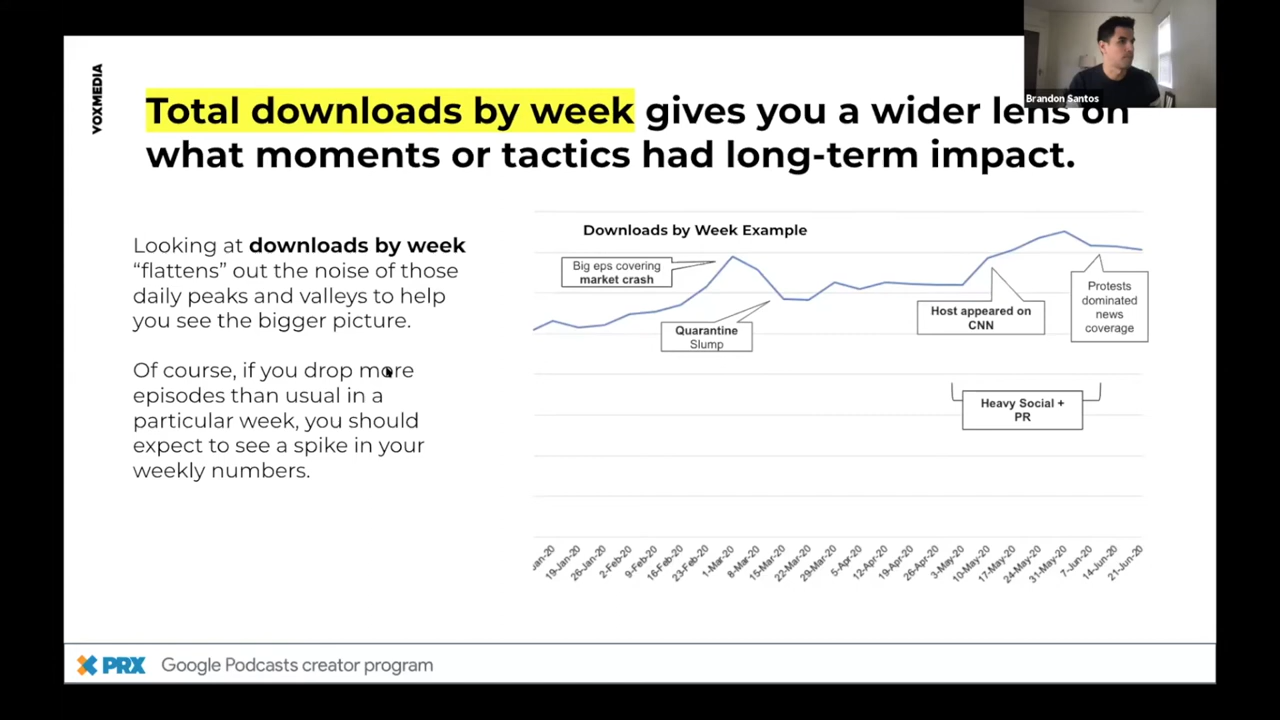 VOXMEDIA
Brandon Santos
Total downloads by week gives you a wider lens on
what moments or tactics had long-term impact.
Looking at downloads by week
“flattens” out the noise of those
daily peaks and valleys to help
you see the bigger picture.
Of course, if you drop more
episodes than usual in a
particular week, you should
expect to see a spike in your
weekly numbers.
Downloads by Week Example
Big eps covering
market crash
Quarantine
Slump
Host appeared on
CNN
Protests
dominated
news
coverage
Heavy Social +
PR
19-Jan-20
26-Jan-20
2-Feb-20
9-Feb-20
16-Feb-20
23-Feb-20
1-Mar-20
8-Mar-20
15-Mar-20
22-Mar-20
29-Mar-20
5-Apr-20
12-Apr-20
19-Apr-20
26-Apr-20
3-May-20
10-May-20
17-May-20
24-May-20
31-May-20
7-Jun-20
14-Jun-20
21-Jun-20
PRX Google Podcasts creator program